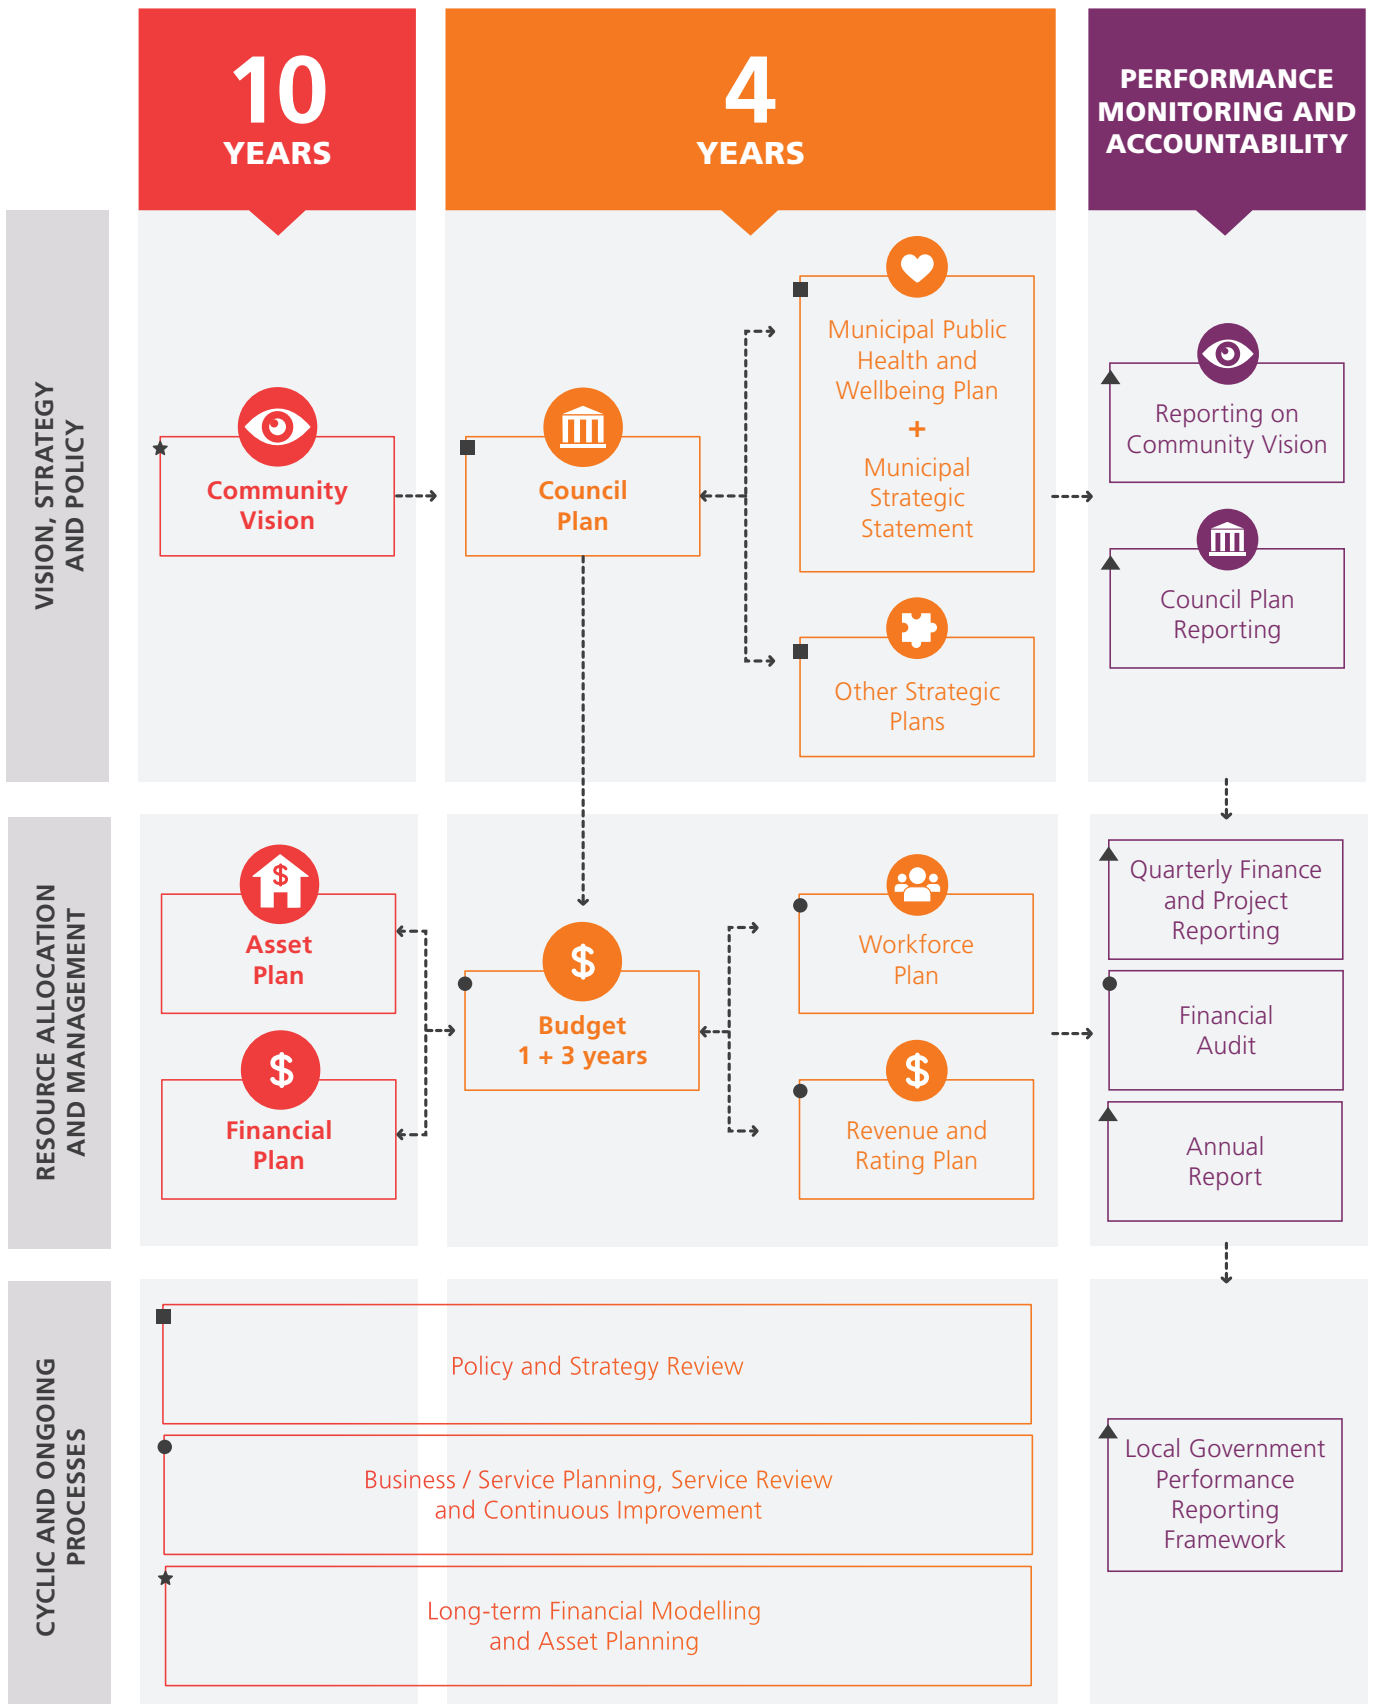 10
YEARS
4
YEARS
PERFORMANCE
MONITORING AND
ACCOUNTABILITY
VISION, STRATEGY
AND POLICY
Community
Vision
Council
Plan
Municipal Public
Health and
Wellbeing Plan
+
Municipal
Strategic
Statement
Other Strategic
Plans
Reporting on
Community Vision
Council Plan
Reporting
RESOURCE ALLOCATION
AND MANAGEMENT
$
Asset
Plan
$
Financial
Plan
$
Budget
1 + 3 years
Workforce
Plan
$
Revenue and
Rating Plan
Quarterly Finance
and Project
Reporting
Financial
Audit
Annual
Report
CYCLIC AND ONGOING
PROCESSES
Policy and Strategy Review
Business / Service Planning, Service Review
and Continuous Improvement
Long-term Financial Modelling
and Asset Planning
Local Government
Performance
Reporting
Framework